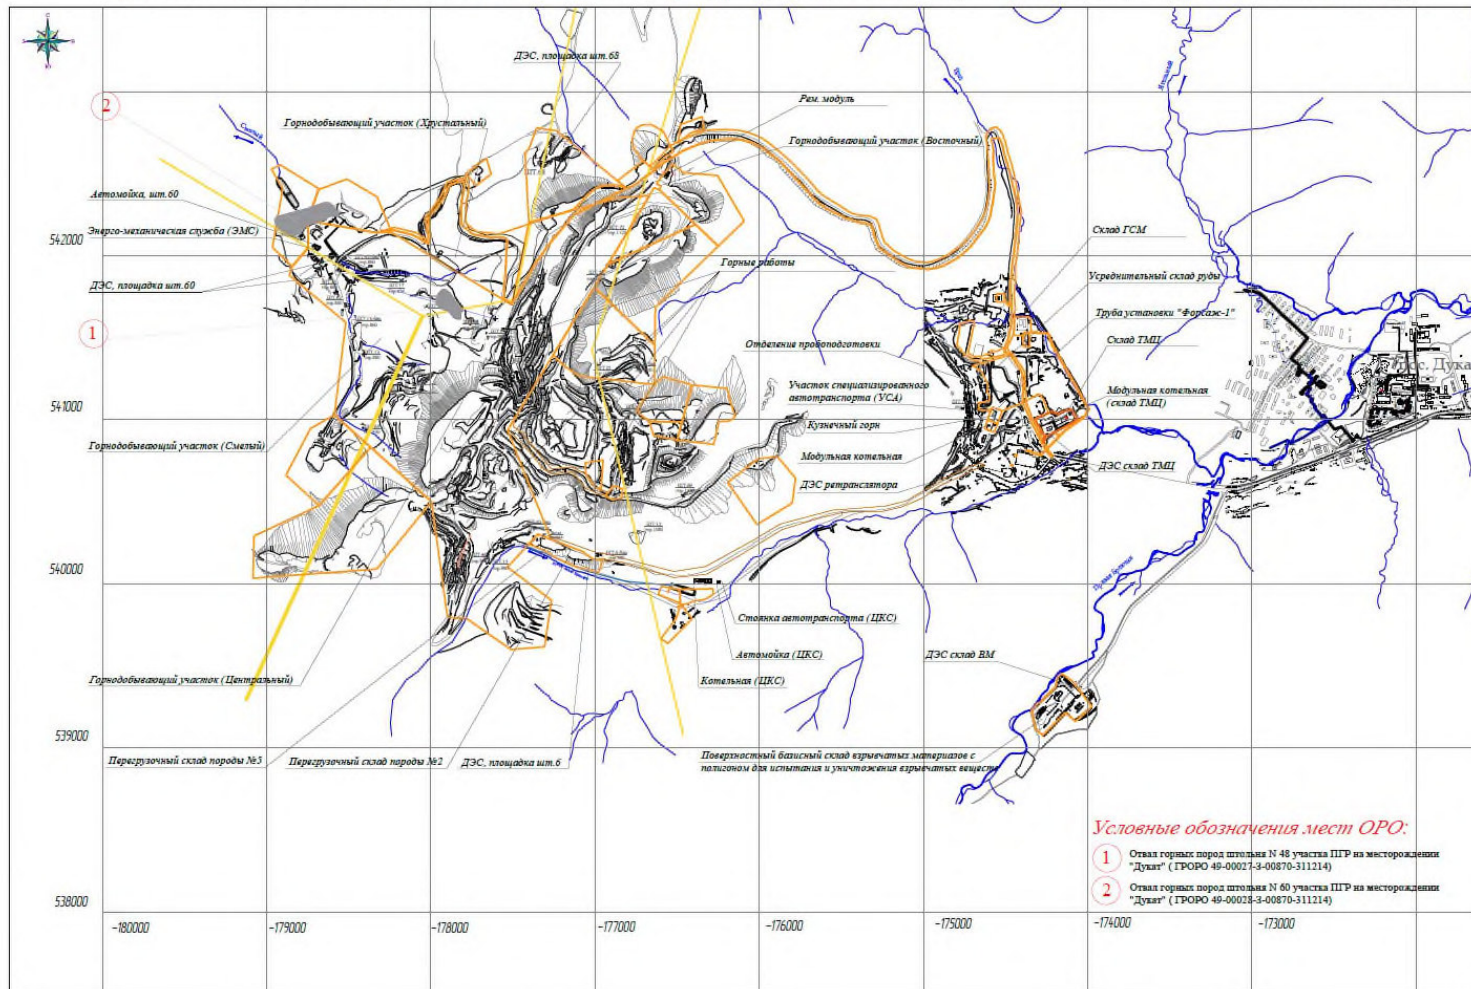 ДЭС, площадка шт.68
2
Рем. модуль
Горнодобывающий участок (Хрустальный)
Горнодобывающий участок (Восточный)
Автомойка, шт.60
Энерго-механическая служба (ЭМС)
542000
Склад ГСМ
Горные работы
Усреднительный склад руды
ДЭС, площадка шт.60
Труба установки "Форсаж-1"
1
Отделение пробоподготовки
Склад ТМЦ
Участок специализированного
автотранспорта (УСА)
Модульная котельная
(склад ТМЦ)
541000
Кузнечный горн
Горнодобывающий участок (Смелый)
Модульная котельная
ДЭС склад ТМЦ
ДЭС ретранслятора
540000
Стоянка автотранспорта (ЦКС)
Автомойка (ЦКС)
ДЭС склад ВМ
Горнодобывающий участок (Центральный)
Котельная (ЦКС)
539000
Перегрузочный склад породы №3
Перегрузочный склад породы №2
ДЭС, площадка шт.6
Поверхностный базисный склад взрывчатых материалов с
полигоном для испытания и уничтожения взрывчатых веществ
Условные обозначения мест ОРО:
1 Отвал горных пород штольня N 48 участка ПГР на месторождении
"Дукат" ( ГРОРО 49-00027-З-00870-311214)
2 Отвал горных пород штольня N 60 участка ПГР на месторождении
"Дукат" ( ГРОРО 49-00028-З-00870-311214)
538000
-180000
-179000
-178000
-177000
-176000
-175000
-174000
-173000